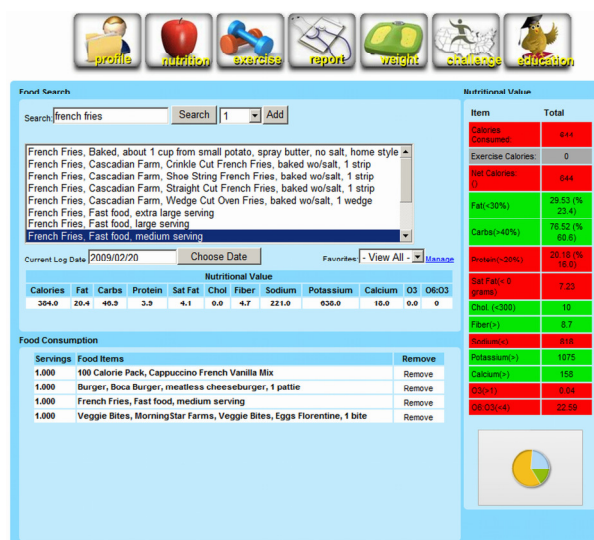 profile nutrition exercise report weight challenge education
Food Search
Search: french fries Search 1 Add
French Fries, Baked, about 1 cup from small potato, spray butter, no salt, home style
French Fries, Cascadian Farm, Crinkle Cut French Fries, baked wo/salt, 1 strip
French Fries, Cascadian Farm, Shoe String French Fries, baked wo/salt, 1 strip
French Fries, Cascadian Farm, Straight Cut French Fries, baked wo/salt, 1 strip
French Fries, Cascadian Farm, Wedge Cut Oven Fries, baked wo/salt, 1 wedge
French Fries, Fast food, extra large serving
French Fries, Fast food, large serving
French Fries, Fast food, medium serving
Current Log Date 2009/02/20 Choose Date Favorites: - View All - Manage
Nutritional Value
Calories Fat Carbs Protein Sat Fat Chol Fiber Sodium Potassium Calcium O3 O6:O3
384.0 20.4 46.9 3.9 4.1 0.0 4.7 221.0 638.0 18.0 0.0 0
Food Consumption
Servings Food Items Remove
1.000 100 Calorie Pack, Cappuccino French Vanilla Mix Remove
1.000 Burger, Boca Burger, meatless cheeseburger, 1 pattie Remove
1.000 French Fries, Fast food, medium serving Remove
1.000 Veggie Bites, MorningStar Farms, Veggie Bites, Eggs Florentine, 1 bite Remove
Nutritional Value
Item Total
Calories
Consumed: 644
Exercise Calories: 0
Net Calories:
() 644
Fat(<30%) 29.53 (%
23.4)
Carbs(>40%) 76.52 (%
60.6)
Protein(>20%) 20.18 (%
16.0)
Sat Fat(< 0
grams) 7.23
Chol. (<300) 10
Fiber(>) 8.7
Sodium(<) 618
Potassium(>) 1075
Calcium(>) 158
O3(>1) 0.04
O6:O3(<4) 22.59